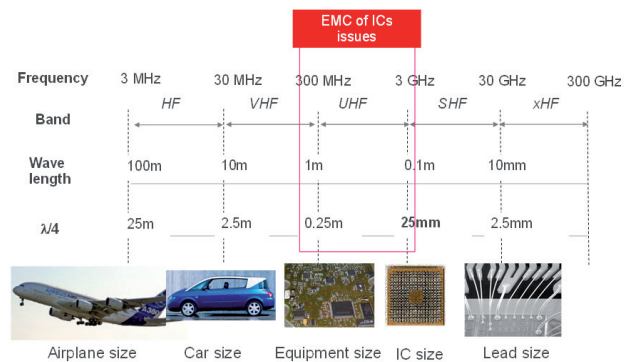 EMC of ICs
issues
Frequency 3 MHz 30 MHz 300 MHz 3 GHz 30 GHz 300 GHz
HF VHF UHF SHF xHF
Band
Wave
length
100m 10m 1m 0.1m 10mm
λ/4 25m 2.5m 0.25m 25mm 2.5mm
Airplane size Car size Equipment size IC size Lead size